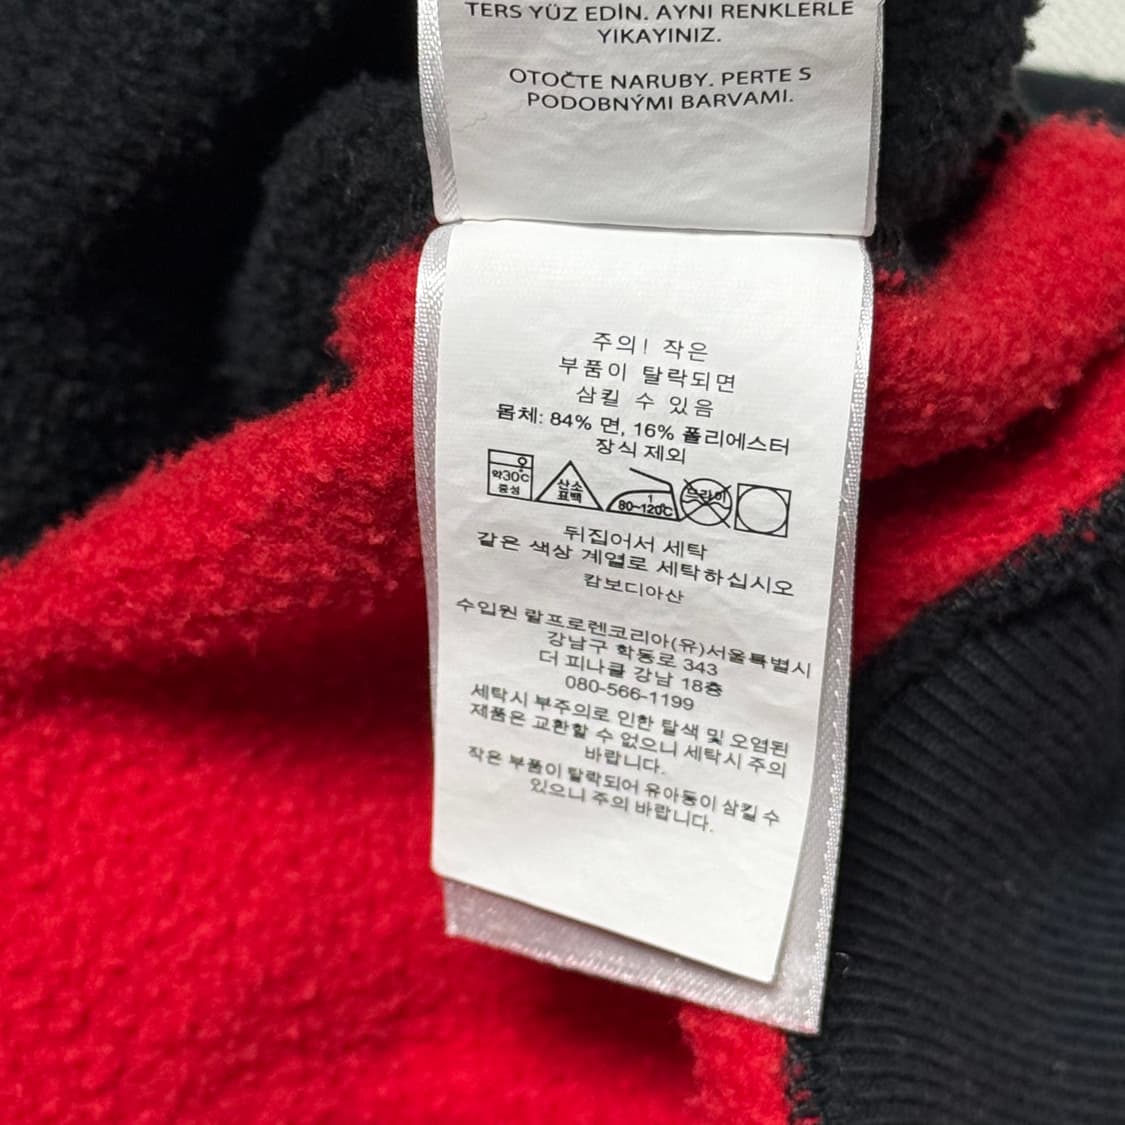 TERS YÜZ EDİN. AYNI RENKLERLE
YIKAYINIZ.
OTOČTE NARUBY. PERTE S
PODOBNÝMI BARVAMI.
주의! 작은
부품이 탈락되면
삼킬 수 있음
몸체: 84% 면, 16% 폴리에스터
장식 제외
약30℃
중성
산소
표백
1
80~120℃
드라이
뒤집어서 세탁
같은 색상 계열로 세탁하십시오
캄보디아산
수입원 랄프로렌코리아(유)서울특별시
강남구 학동로 343
더 피나클 강남 18층
080-566-1199
세탁시 부주의로 인한 탈색 및 오염된
제품은 교환할 수 없으니 세탁시 주의
바랍니다.
작은 부품이 탈락되어 유아동이 삼킬 수
있으니 주의 바랍니다.